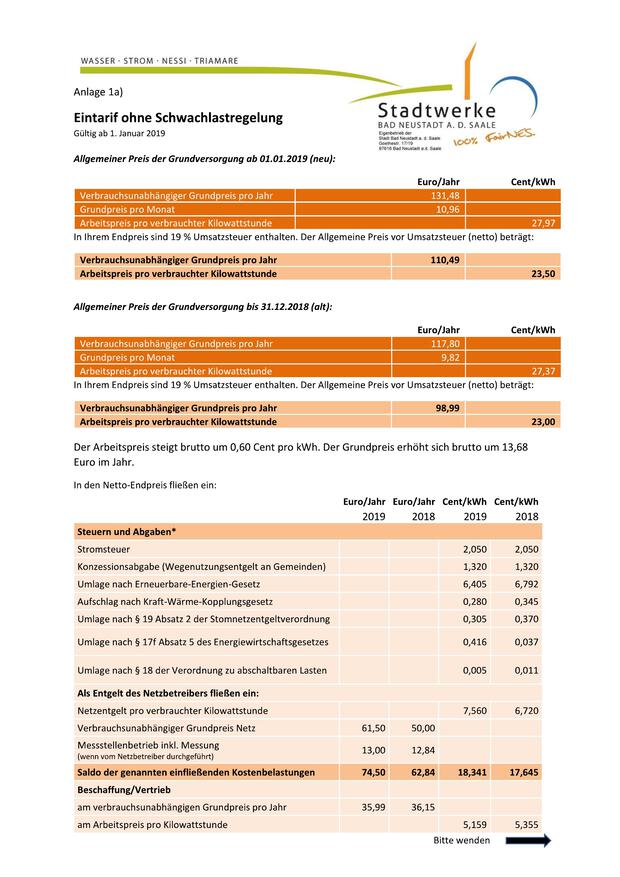 WASSER · STROM · NESSI · TRIAMARE
Anlage 1a)
Stadtwerke
BAD NEUSTADT A. D. SAALE
Eigenbetrieb der
Stadt Bad Neustadt a. d. Saale
Goethestr. 17/19
97616 Bad Neustadt a.d. Saale
100% FairNES.
Eintarif ohne Schwachlastregelung
Gültig ab 1. Januar 2019
Allgemeiner Preis der Grundversorgung ab 01.01.2019 (neu):
Euro/Jahr Cent/kWh
Verbrauchsunabhängiger Grundpreis pro Jahr 131,48
Grundpreis pro Monat 10,96
Arbeitspreis pro verbrauchter Kilowattstunde 27,97
In Ihrem Endpreis sind 19 % Umsatzsteuer enthalten. Der Allgemeine Preis vor Umsatzsteuer (netto) beträgt:
Verbrauchsunabhängiger Grundpreis pro Jahr 110,49
Arbeitspreis pro verbrauchter Kilowattstunde 23,50
Allgemeiner Preis der Grundversorgung bis 31.12.2018 (alt):
Euro/Jahr Cent/kWh
Verbrauchsunabhängiger Grundpreis pro Jahr 117,80
Grundpreis pro Monat 9,82
Arbeitspreis pro verbrauchter Kilowattstunde 27,37
In Ihrem Endpreis sind 19 % Umsatzsteuer enthalten. Der Allgemeine Preis vor Umsatzsteuer (netto) beträgt:
Verbrauchsunabhängiger Grundpreis pro Jahr 98,99
Arbeitspreis pro verbrauchter Kilowattstunde 23,00
Der Arbeitspreis steigt brutto um 0,60 Cent pro kWh. Der Grundpreis erhöht sich brutto um 13,68
Euro im Jahr.
In den Netto-Endpreis fließen ein:
Euro/Jahr Euro/Jahr Cent/kWh Cent/kWh
2019 2018 2019 2018
Steuern und Abgaben*
Stromsteuer 2,050 2,050
Konzessionsabgabe (Wegenutzungsentgelt an Gemeinden) 1,320 1,320
Umlage nach Erneuerbare-Energien-Gesetz 6,405 6,792
Aufschlag nach Kraft-Wärme-Kopplungsgesetz 0,280 0,345
Umlage nach § 19 Absatz 2 der Stomnetzentgeltverordnung 0,305 0,370
Umlage nach § 17f Absatz 5 des Energiewirtschaftsgesetzes 0,416 0,037
Umlage nach § 18 der Verordnung zu abschaltbaren Lasten 0,005 0,011
Als Entgelt des Netzbetreibers fließen ein:
Netzentgelt pro verbrauchter Kilowattstunde 7,560 6,720
Verbrauchsunabhängiger Grundpreis Netz 61,50 50,00
Messstellenbetrieb inkl. Messung 13,00 12,84
(wenn vom Netzbetreiber durchgeführt)
Saldo der genannten einfließenden Kostenbelastungen 74,50 62,84 18,341 17,645
Beschaffung/Vertrieb
am verbrauchsunabhängigen Grundpreis pro Jahr 35,99 36,15
am Arbeitspreis pro Kilowattstunde 5,159 5,355
Bitte wenden